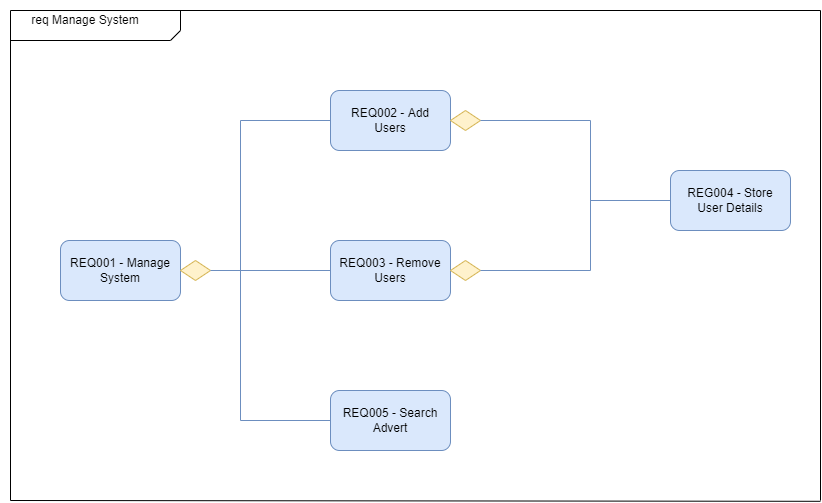 req Manage System
REQ002 - Add
Users
REG004 - Store
User Details
REQ001 - Manage
System
REQ003 - Remove
Users
REQ005 - Search
Advert